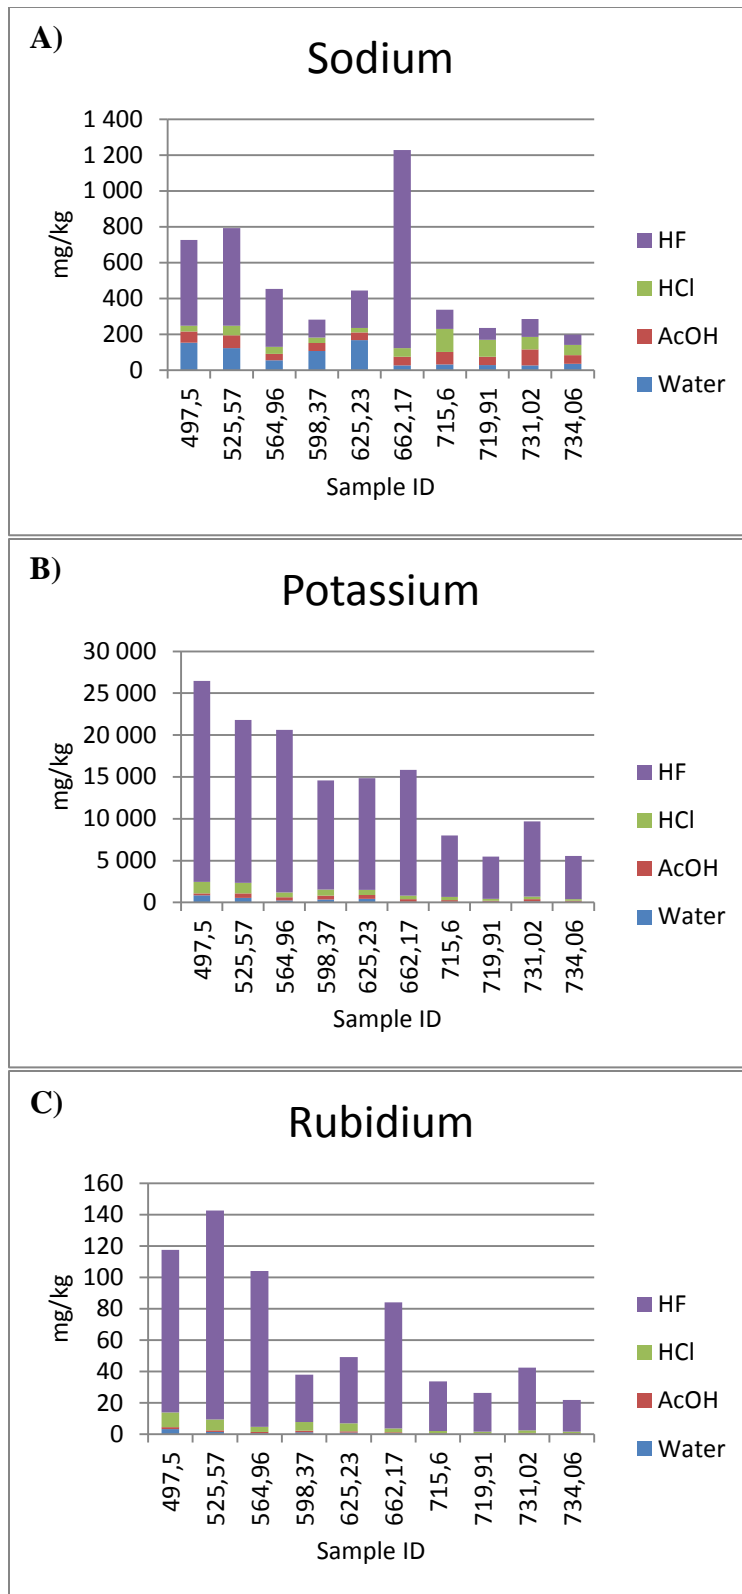 A)
Sodium
1 400
1 200
1 000
800
600
400
200
0
mg/kg
497,5
525,57
564,96
598,37
625,23
662,17
715,6
719,91
731,02
734,06
Sample ID
HF
HCl
AcOH
Water
B)
Potassium
30 000
25 000
20 000
15 000
10 000
5 000
0
mg/kg
497,5
525,57
564,96
598,37
625,23
662,17
715,6
719,91
731,02
734,06
Sample ID
HF
HCl
AcOH
Water
C)
Rubidium
160
140
120
100
80
60
40
20
0
mg/kg
497,5
525,57
564,96
598,37
625,23
662,17
715,6
719,91
731,02
734,06
Sample ID
HF
HCl
AcOH
Water